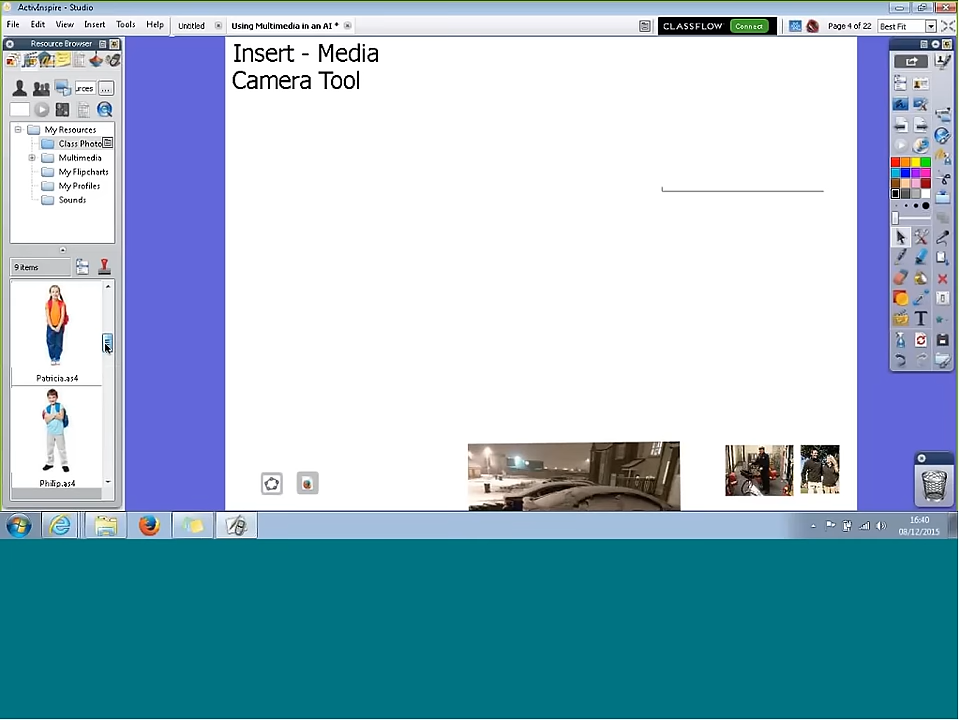 ActivInspire - Studio
File Edit View Insert Tools Help
Untitled
Using Multimedia in an AI *
CLASSFLOW Connect
Page 4 of 22
Best Fit
Resource Browser
urces
...
My Resources
Class Photo
Multimedia
My Flipcharts
My Profiles
Sounds
9 items
Patricia.as4
Philip.as4
Insert - Media
Camera Tool
T
16:40
08/12/2015